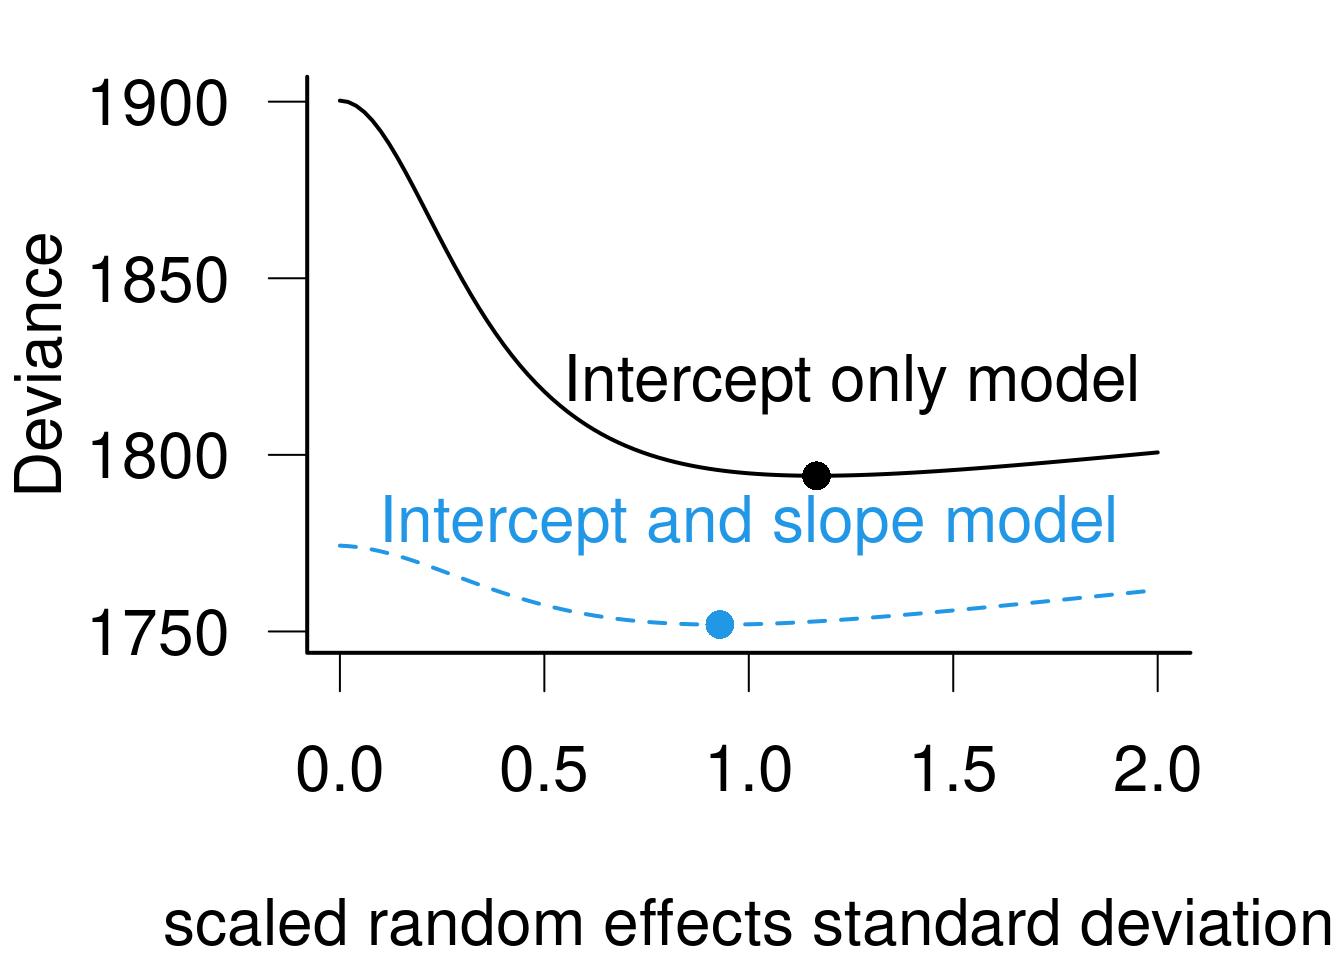 1900
1850
1800
1750
Deviance
Intercept only model
Intercept and slope model
0.0 0.5 1.0 1.5 2.0
scaled random effects standard deviation